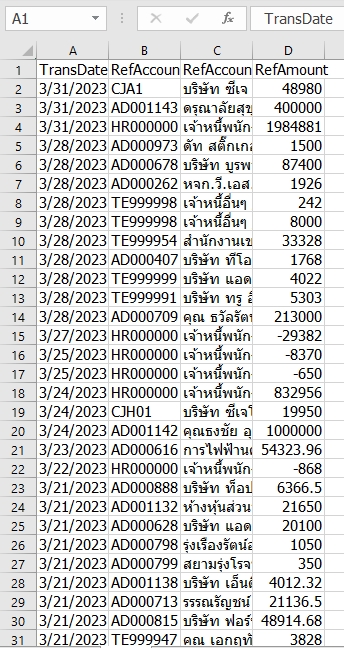 A1 TransDate
A B C D
1 TransDate RefAccoun RefAccoun RefAmount
2 3/31/2023 CJA1 บริษัท ซีเจ 48980
3 3/31/2023 AD001143 ดรุณาลัยสุข 400000
4 3/31/2023 HR000000 เจ้าหนี้พนัก 1984881
5 3/28/2023 AD000973 ดัท สติ๊กเก 1500
6 3/28/2023 AD000678 บริษัท บูรพ 87400
7 3/28/2023 AD000262 หจก.วี.เอส. 1926
8 3/28/2023 TE999998 เจ้าหนี้อื่นๆ 242
9 3/28/2023 TE999998 เจ้าหนี้อื่นๆ 8000
10 3/28/2023 TE999954 สำนักงานเข 33328
11 3/28/2023 AD000407 บริษัท ทีโอ 1768
12 3/28/2023 TE999999 บริษัท แอด 4022
13 3/28/2023 TE999991 บริษัท ทรู อิ 5303
14 3/28/2023 AD000709 คุณ ธวัลรัต 213000
15 3/27/2023 HR000000 เจ้าหนี้พนัก -29382
16 3/25/2023 HR000000 เจ้าหนี้พนัก -8370
17 3/25/2023 HR000000 เจ้าหนี้พนัก -650
18 3/24/2023 HR000000 เจ้าหนี้พนัก 832956
19 3/24/2023 CJH01 บริษัท ซีเจ 19950
20 3/24/2023 AD001142 คุณธงชัย อุ 1000000
21 3/23/2023 AD000616 การไฟฟ้าน 54323.96
22 3/22/2023 HR000000 เจ้าหนี้พนัก -868
23 3/21/2023 AD000888 บริษัท ท็อป 6366.5
24 3/21/2023 AD001132 ห้างหุ้นส่วน 21650
25 3/21/2023 AD000628 บริษัท แอด 20100
26 3/21/2023 AD000798 รุ่งเรืองรัตน์ 1050
27 3/21/2023 AD000799 สยามรุ่งโรจ 350
28 3/21/2023 AD001138 บริษัท เอ็น 4012.32
29 3/21/2023 AD000713 รรรณรัญชน์ 21136.5
30 3/21/2023 AD000815 บริษัท ฟอร์ 48914.68
31 3/21/2023 TE999947 คุณ เอกฤทั 3828